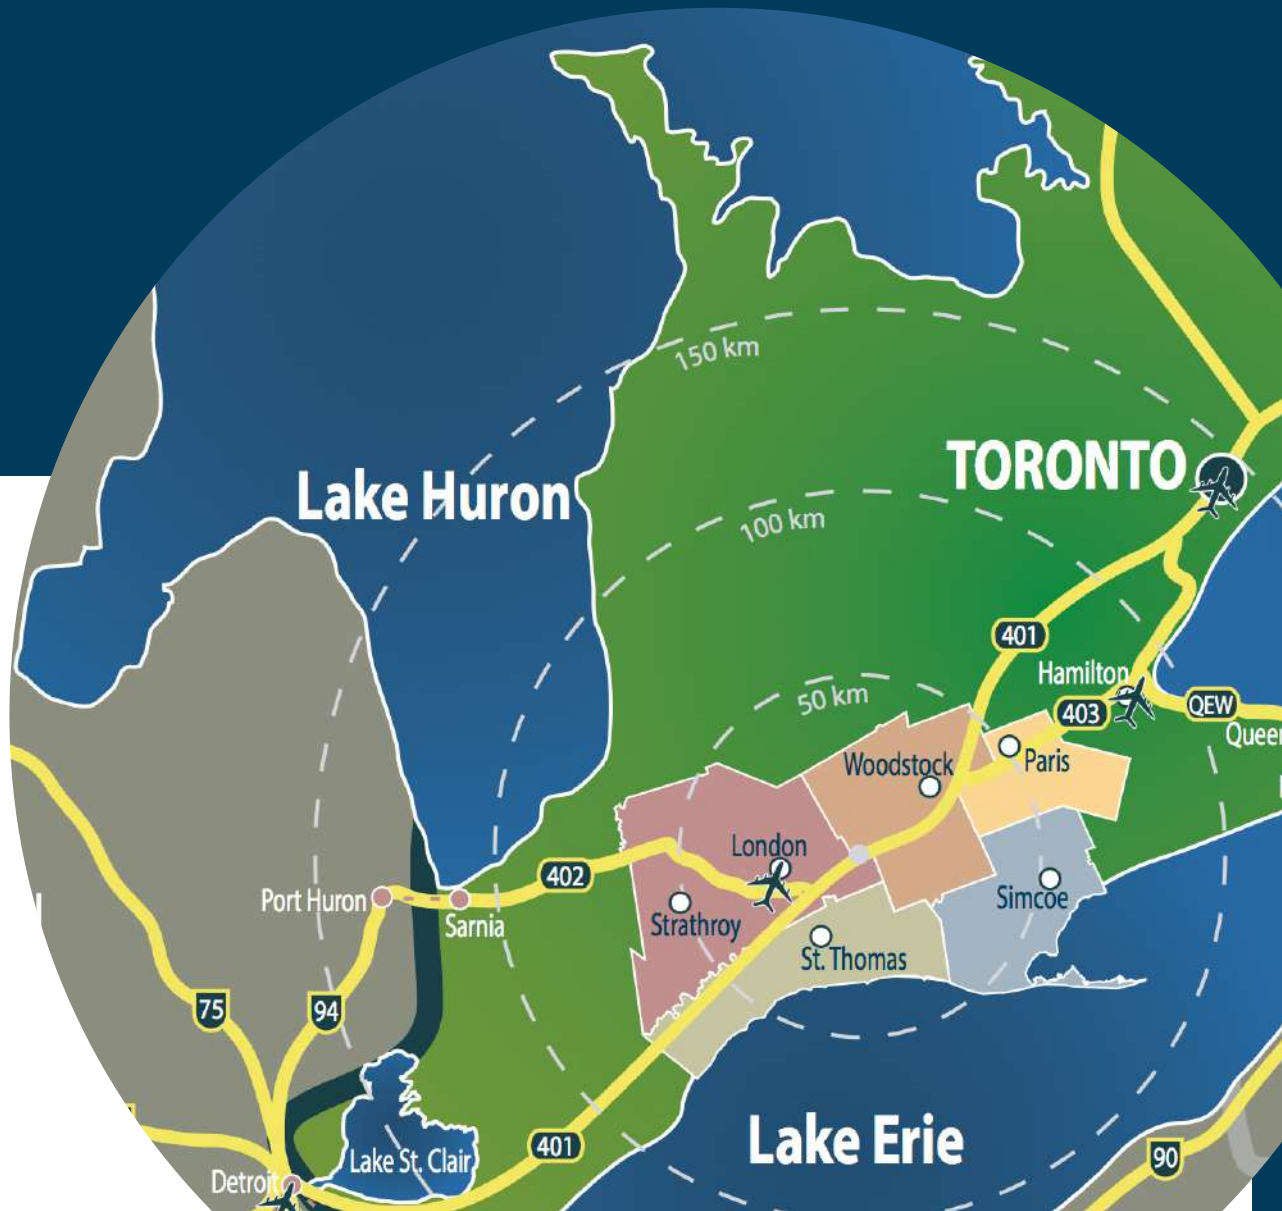 150 km
TORONTO
Lake Huron
100 km
401
Hamilton
50 km
403
QEW
Queen
Woodstock
Paris
London
402
Port Huron
Sarnia
Strathroy
Simcoe
St. Thomas
75
94
Lake Erie
401
Lake St. Clair
90
Detroit